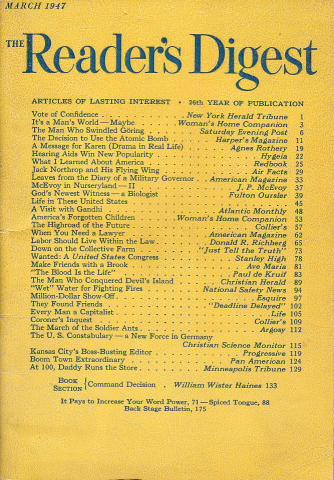 MARCH 1947
THE Reader's Digest
ARTICLES OF LASTING INTEREST • 26th YEAR OF PUBLICATION
Vote of Confidence . . . . . . New York Herald Tribune 1
It's a Man's World — Maybe . . . Woman's Home Companion 3
The Man Who Swindled Göring . . . Saturday Evening Post 6
The Decision to Use the Atomic Bomb . . Harper's Magazine 11
A Message for Karen (Drama in Real Life) . . Agnes Rothery 19
Hearing Aids Win New Popularity . . . . . . Hygeia 22
What I Learned About America . . . . . . Redbook 25
Jack Northrop and His Flying Wing . . . . . Air Facts 29
Leaves from the Diary of a Military Governor . American Magazine 33
McEvoy in Nurseryland — II . . . . . . J. P. McEvoy 37
God's Newest Witness — a Biologist . . . . Fulton Oursler 39
Life in These United States . . . . . . 45
A Visit with Gandhi . . . . . . Atlantic Monthly 48
America's Forgotten Children . . . Woman's Home Companion 53
The Highroad of the Future . . . . . . Collier's 57
When You Need a Lawyer . . . . . American Magazine 62
Labor Should Live Within the Law . . . Donald R. Richberg 65
Down on the Collective Farm . . . . "Just Tell the Truth" 73
Wanted: A United States Congress . . . . Stanley High 78
Make Friends with a Brook . . . . . . Ave Maria 81
"The Blood Is the Life" . . . . . . Paul de Kruif 83
The Man Who Conquered Devil's Island . . Christian Herald 89
"Wet" Water for Fighting Fires . . . National Safety News 94
Million-Dollar Show-Off . . . . . . Esquire 97
They Found Friends . . . . . . "Deadline Delayed" 102
Every Man a Capitalist . . . . . . Life 105
Coroner's Inquest . . . . . . Collier's 109
The March of the Soldier Ants . . . . . . Argosy 112
The U. S. Constabulary — a New Force in Germany
Christian Science Monitor 115
Kansas City's Boss-Busting Editor . . . . . Progressive 119
Boom Town Extraordinary . . . . . . Pan American 124
At 100, Daddy Runs the Store . . . . Minneapolis Tribune 129
BOOK SECTION { Command Decision . William Wister Haines 133
It Pays to Increase Your Word Power, 71 — Spiced Tongue, 88
Back Stage Bulletin, 175